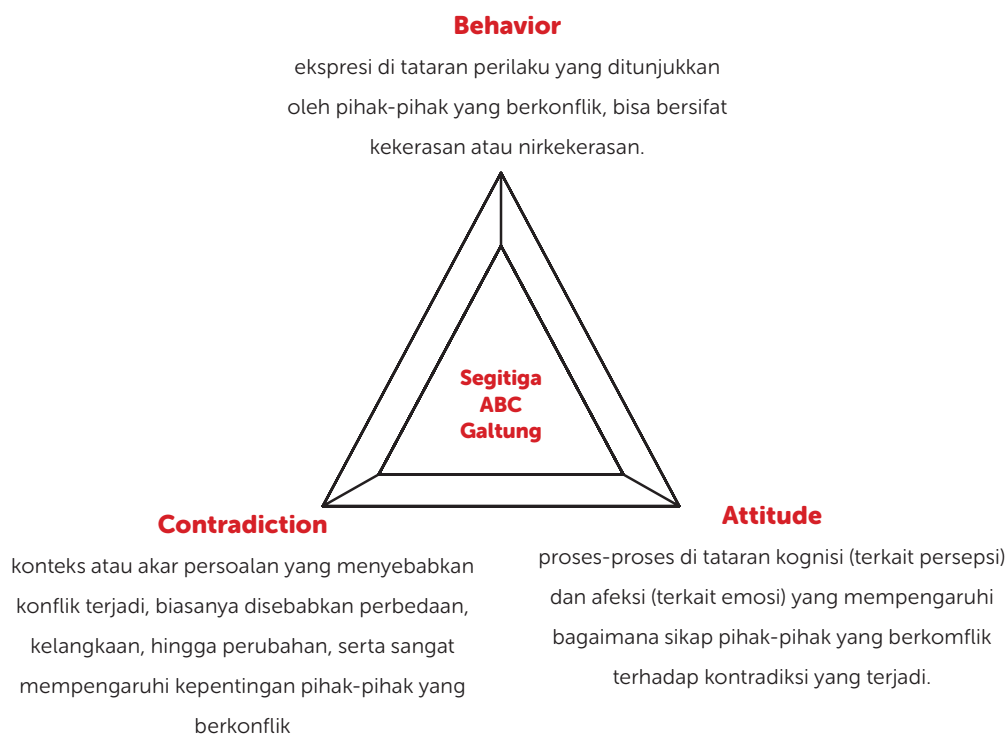 Behavior
ekspresi di tataran perilaku yang ditunjukkan
oleh pihak-pihak yang berkonflik, bisa bersifat
kekerasan atau nirkekerasan.
Segitiga
ABC
Galtung
Contradiction
konteks atau akar persoalan yang menyebabkan
konflik terjadi, biasanya disebabkan perbedaan,
kelangkaan, hingga perubahan, serta sangat
mempengaruhi kepentingan pihak-pihak yang
berkonflik
Attitude
proses-proses di tataran kognisi (terkait persepsi)
dan afeksi (terkait emosi) yang mempengaruhi
bagaimana sikap pihak-pihak yang berkomflik
terhadap kontradiksi yang terjadi.